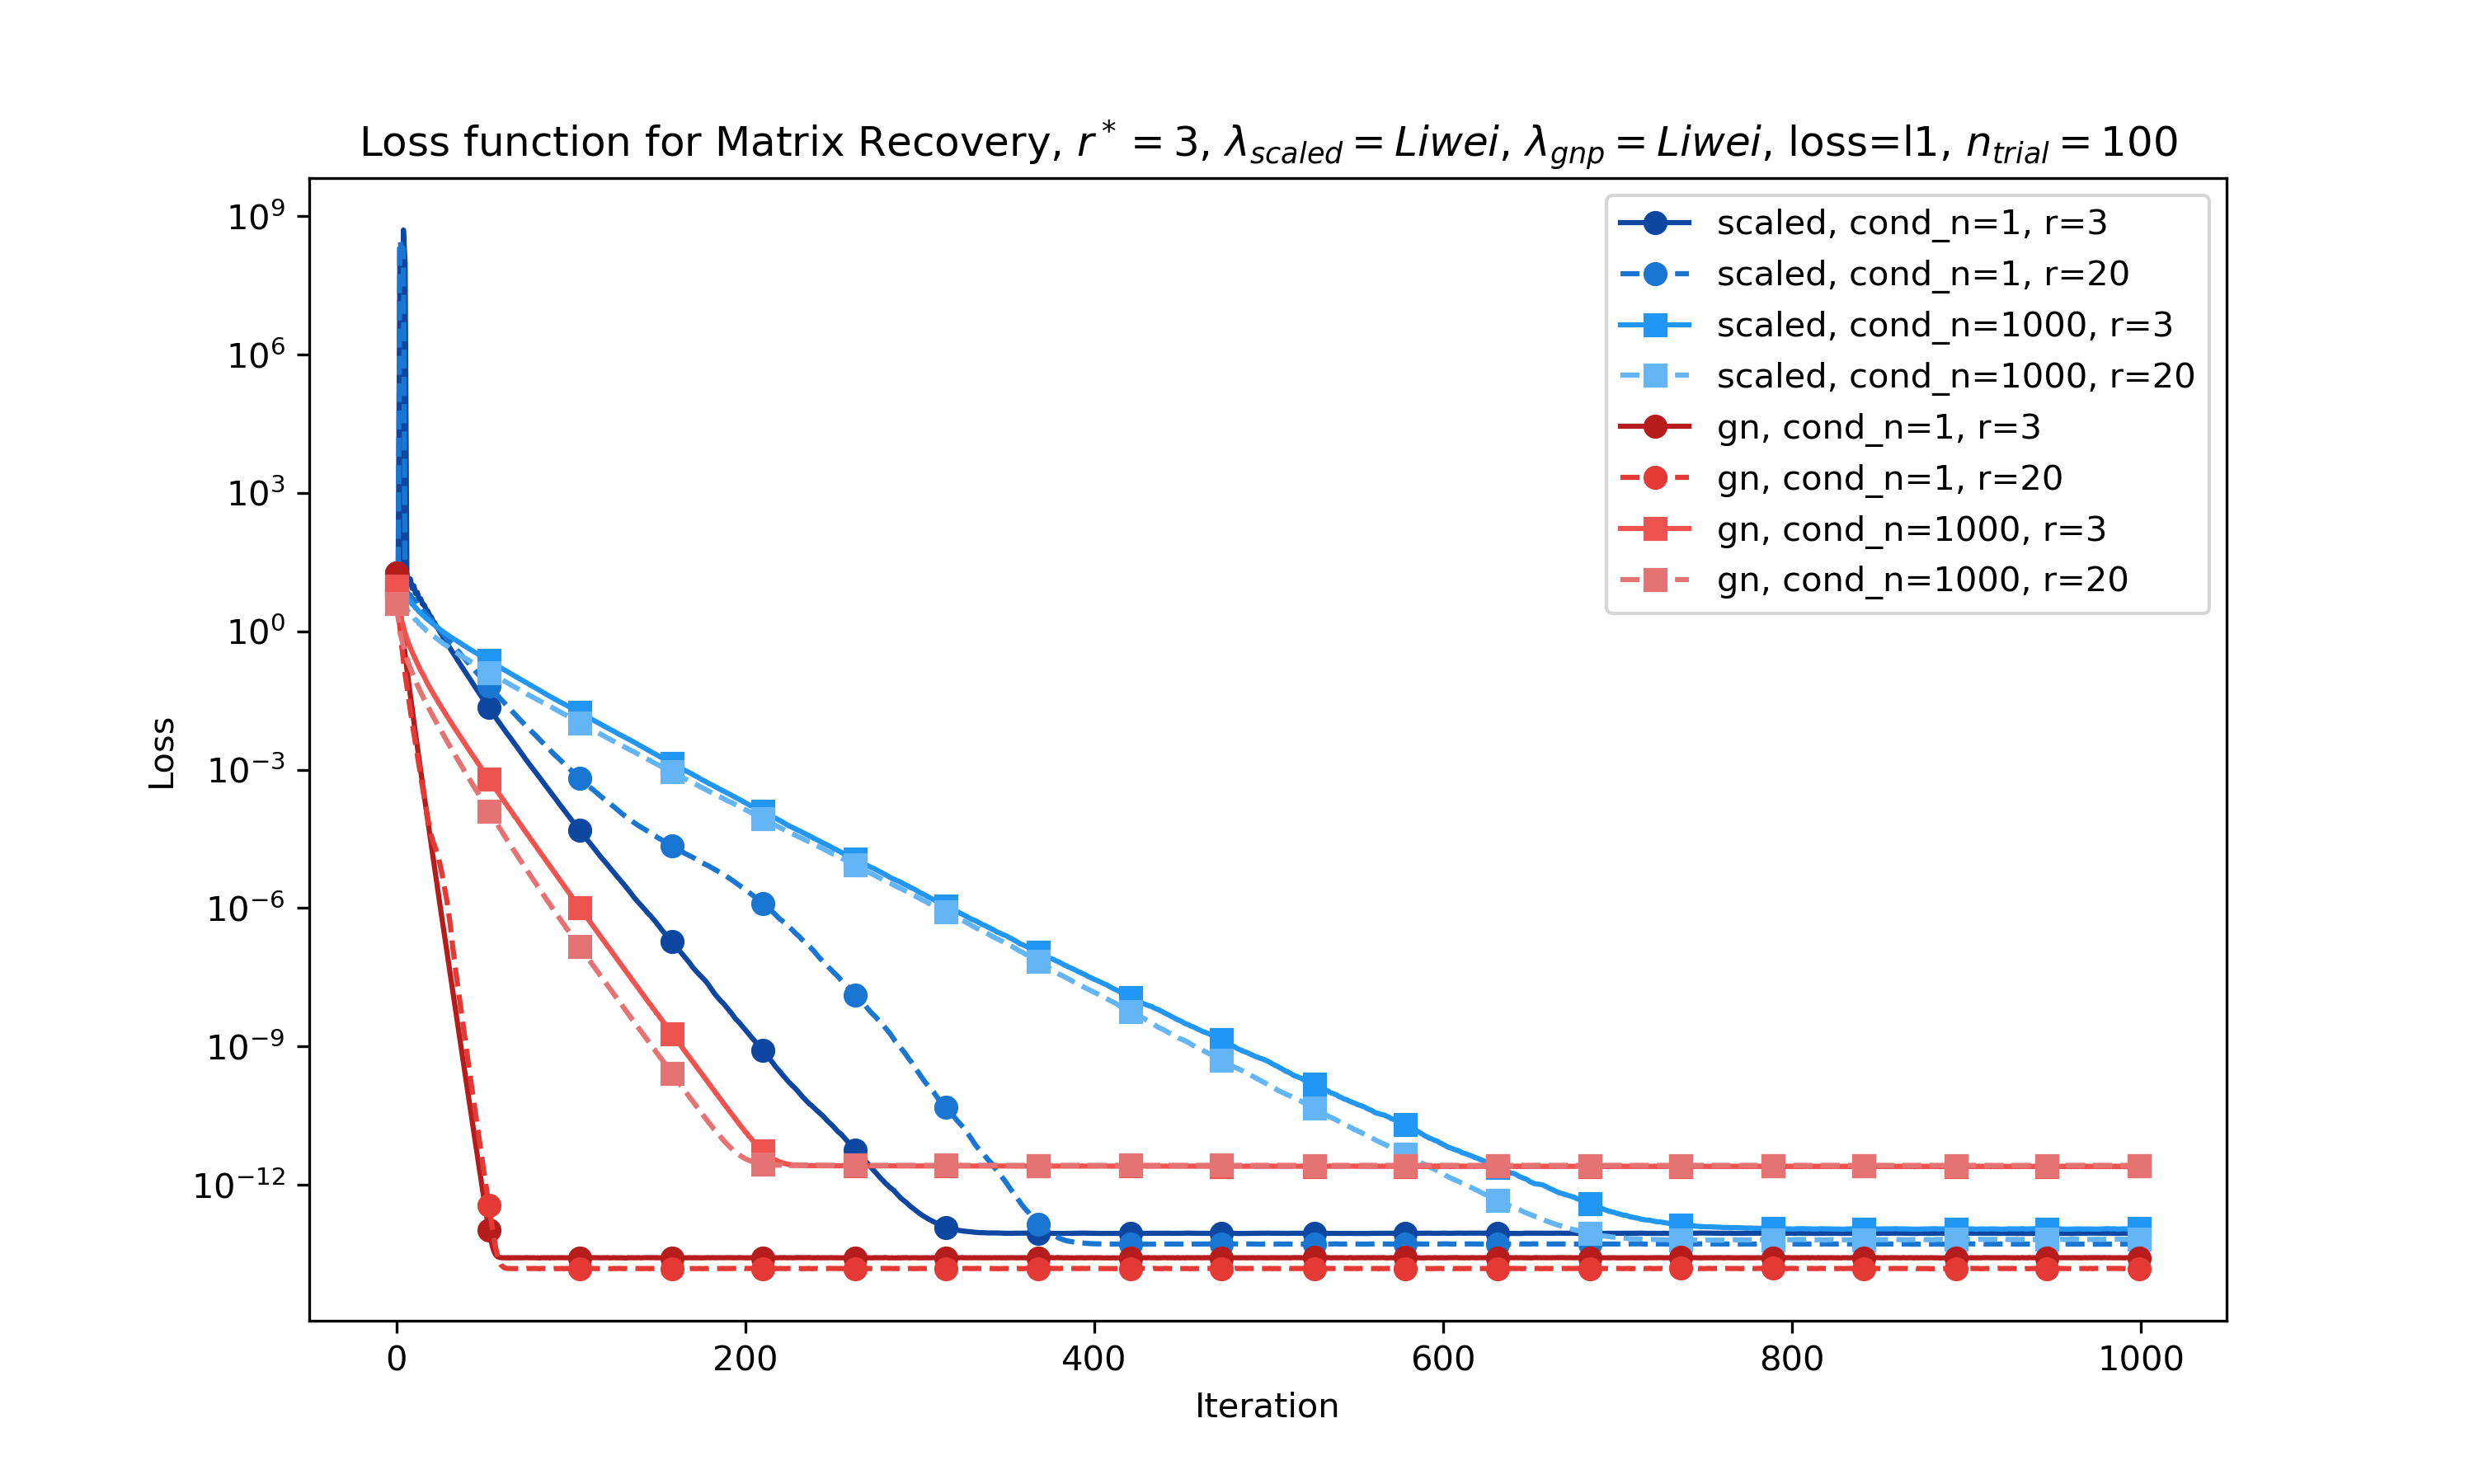 Loss function for Matrix Recovery, r* = 3, λ_scaled = Liwei, λ_gnp = Liwei, loss=l1, n_trial = 100
scaled, cond_n=1, r=3
scaled, cond_n=1, r=20
scaled, cond_n=1000, r=3
scaled, cond_n=1000, r=20
gn, cond_n=1, r=3
gn, cond_n=1, r=20
gn, cond_n=1000, r=3
gn, cond_n=1000, r=20
Loss
10⁹
10⁶
10³
10⁰
10⁻³
10⁻⁶
10⁻⁹
10⁻¹²
0 200 400 600 800 1000
Iteration